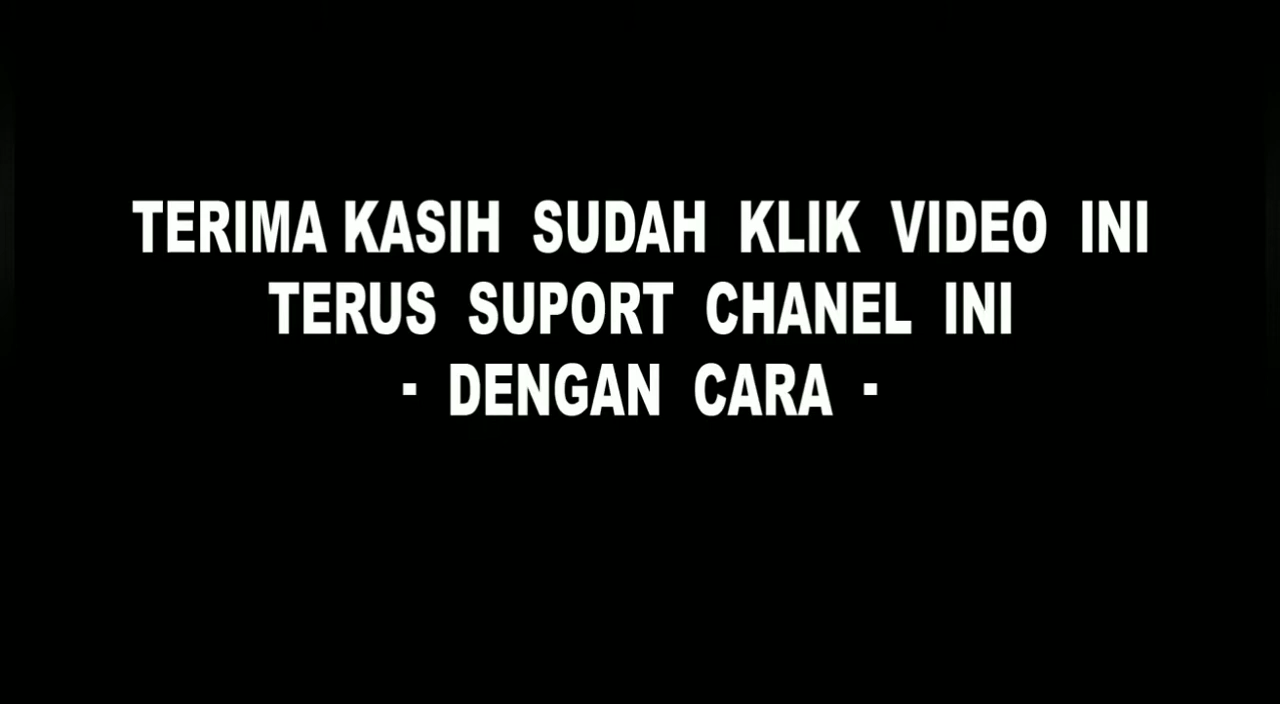 TERIMA KASIH SUDAH KLIK VIDEO INI
TERUS SUPORT CHANEL INI
- DENGAN CARA -